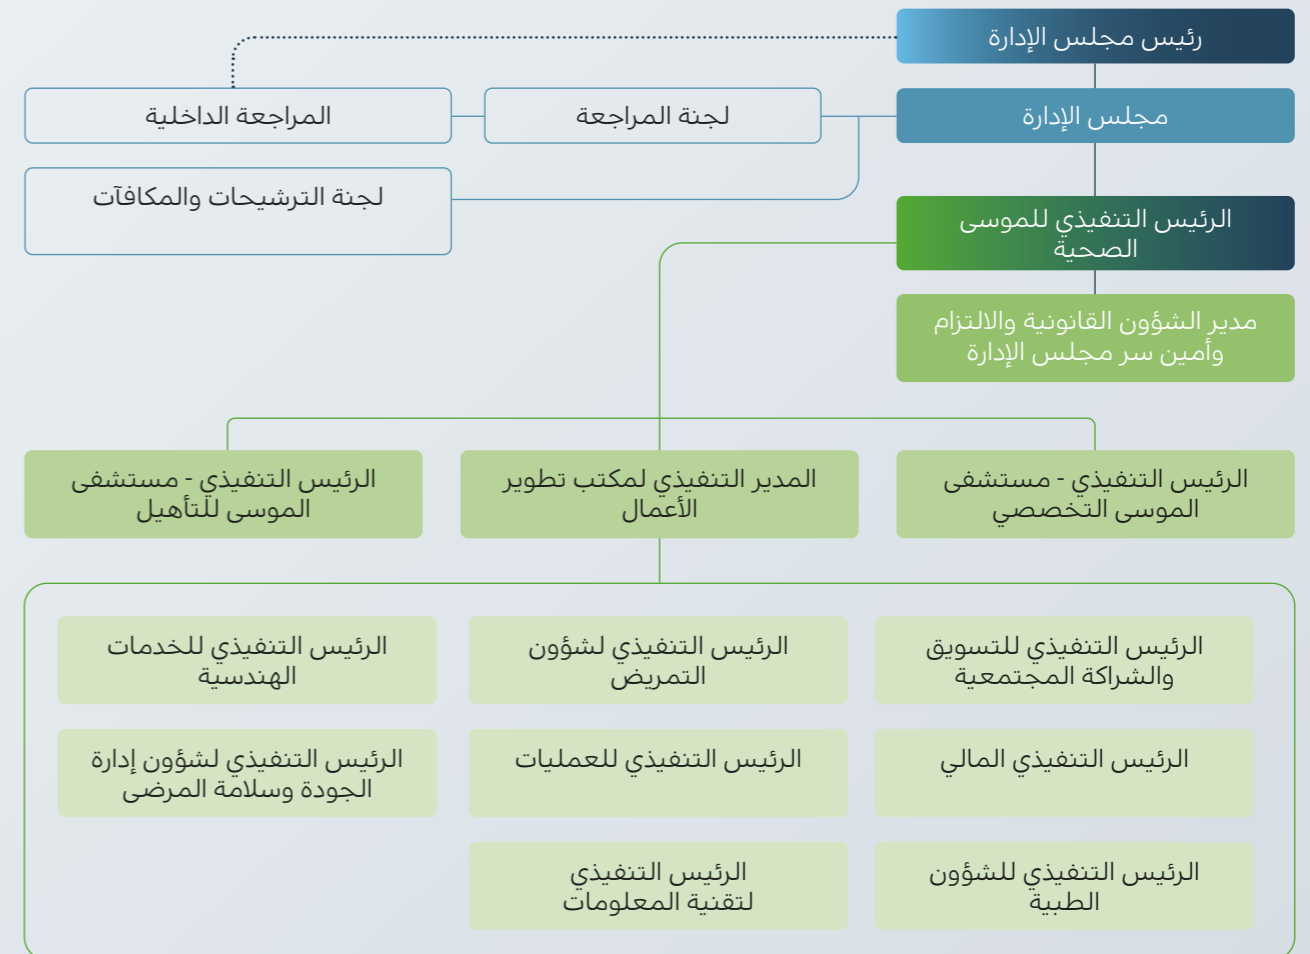 رئيس مجلس الإدارة
مجلس الإدارة
لجنة المراجعة
المراجعة الداخلية
لجنة الترشيحات والمكافآت
الرئيس التنفيذي للموسى
الصحية
مدير الشؤون القانونية والالتزام
وأمين سر مجلس الإدارة
الرئيس التنفيذي - مستشفى
الموسى التخصصي
المدير التنفيذي لمكتب تطوير
الأعمال
الرئيس التنفيذي - مستشفى
الموسى للتأهيل
الرئيس التنفيذي للتسويق
والشراكة المجتمعية
الرئيس التنفيذي لشؤون
التمريض
الرئيس التنفيذي للخدمات
الهندسية
الرئيس التنفيذي المالي
الرئيس التنفيذي للعمليات
الرئيس التنفيذي لشؤون إدارة
الجودة وسلامة المرضى
الرئيس التنفيذي للشؤون
الطبية
الرئيس التنفيذي
لتقنية المعلومات